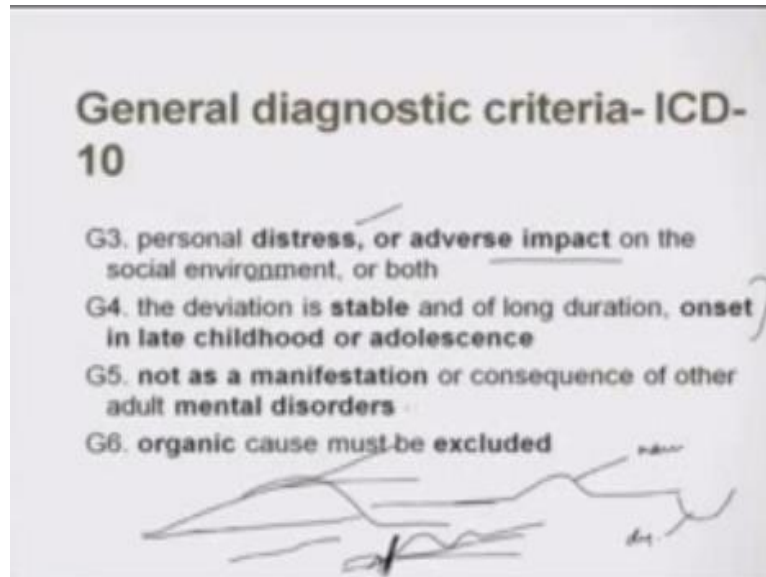 General diagnostic criteria- ICD-
10
G3. personal distress, or adverse impact on the
social environment, or both
G4. the deviation is stable and of long duration, onset
in late childhood or adolescence
G5. not as a manifestation or consequence of other
adult mental disorders
G6. organic cause must be excluded